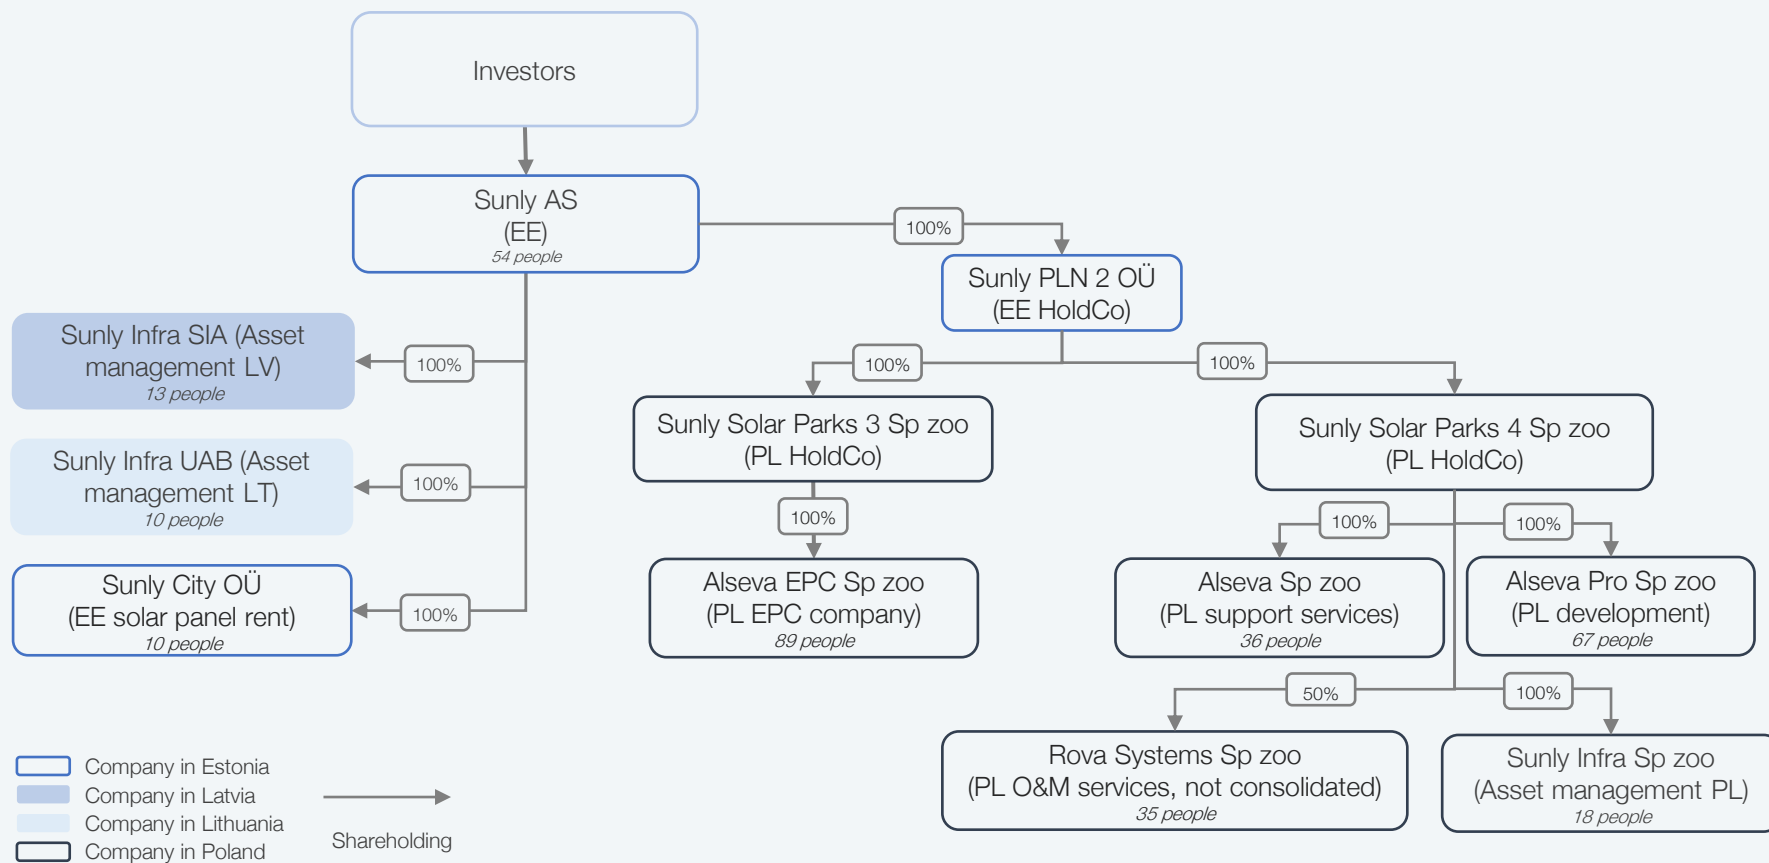 Investors
Sunly AS
(EE)
54 people
100%
Sunly PLN 2 OÜ
(EE HoldCo)
Sunly Infra SIA (Asset
management LV)
13 people
100%
100%
100%
Sunly Solar Parks 3 Sp zoo
(PL HoldCo)
Sunly Solar Parks 4 Sp zoo
(PL HoldCo)
Sunly Infra UAB (Asset
management LT)
10 people
100%
100%
100%
100%
Sunly City OÜ
(EE solar panel rent)
10 people
100%
Alseva EPC Sp zoo
(PL EPC company)
89 people
Alseva Sp zoo
(PL support services)
36 people
Alseva Pro Sp zoo
(PL development)
67 people
50%
100%
Rova Systems Sp zoo
(PL O&M services, not consolidated)
35 people
Sunly Infra Sp zoo
(Asset management PL)
18 people
Company in Estonia
Company in Latvia
Company in Lithuania
Company in Poland
Shareholding